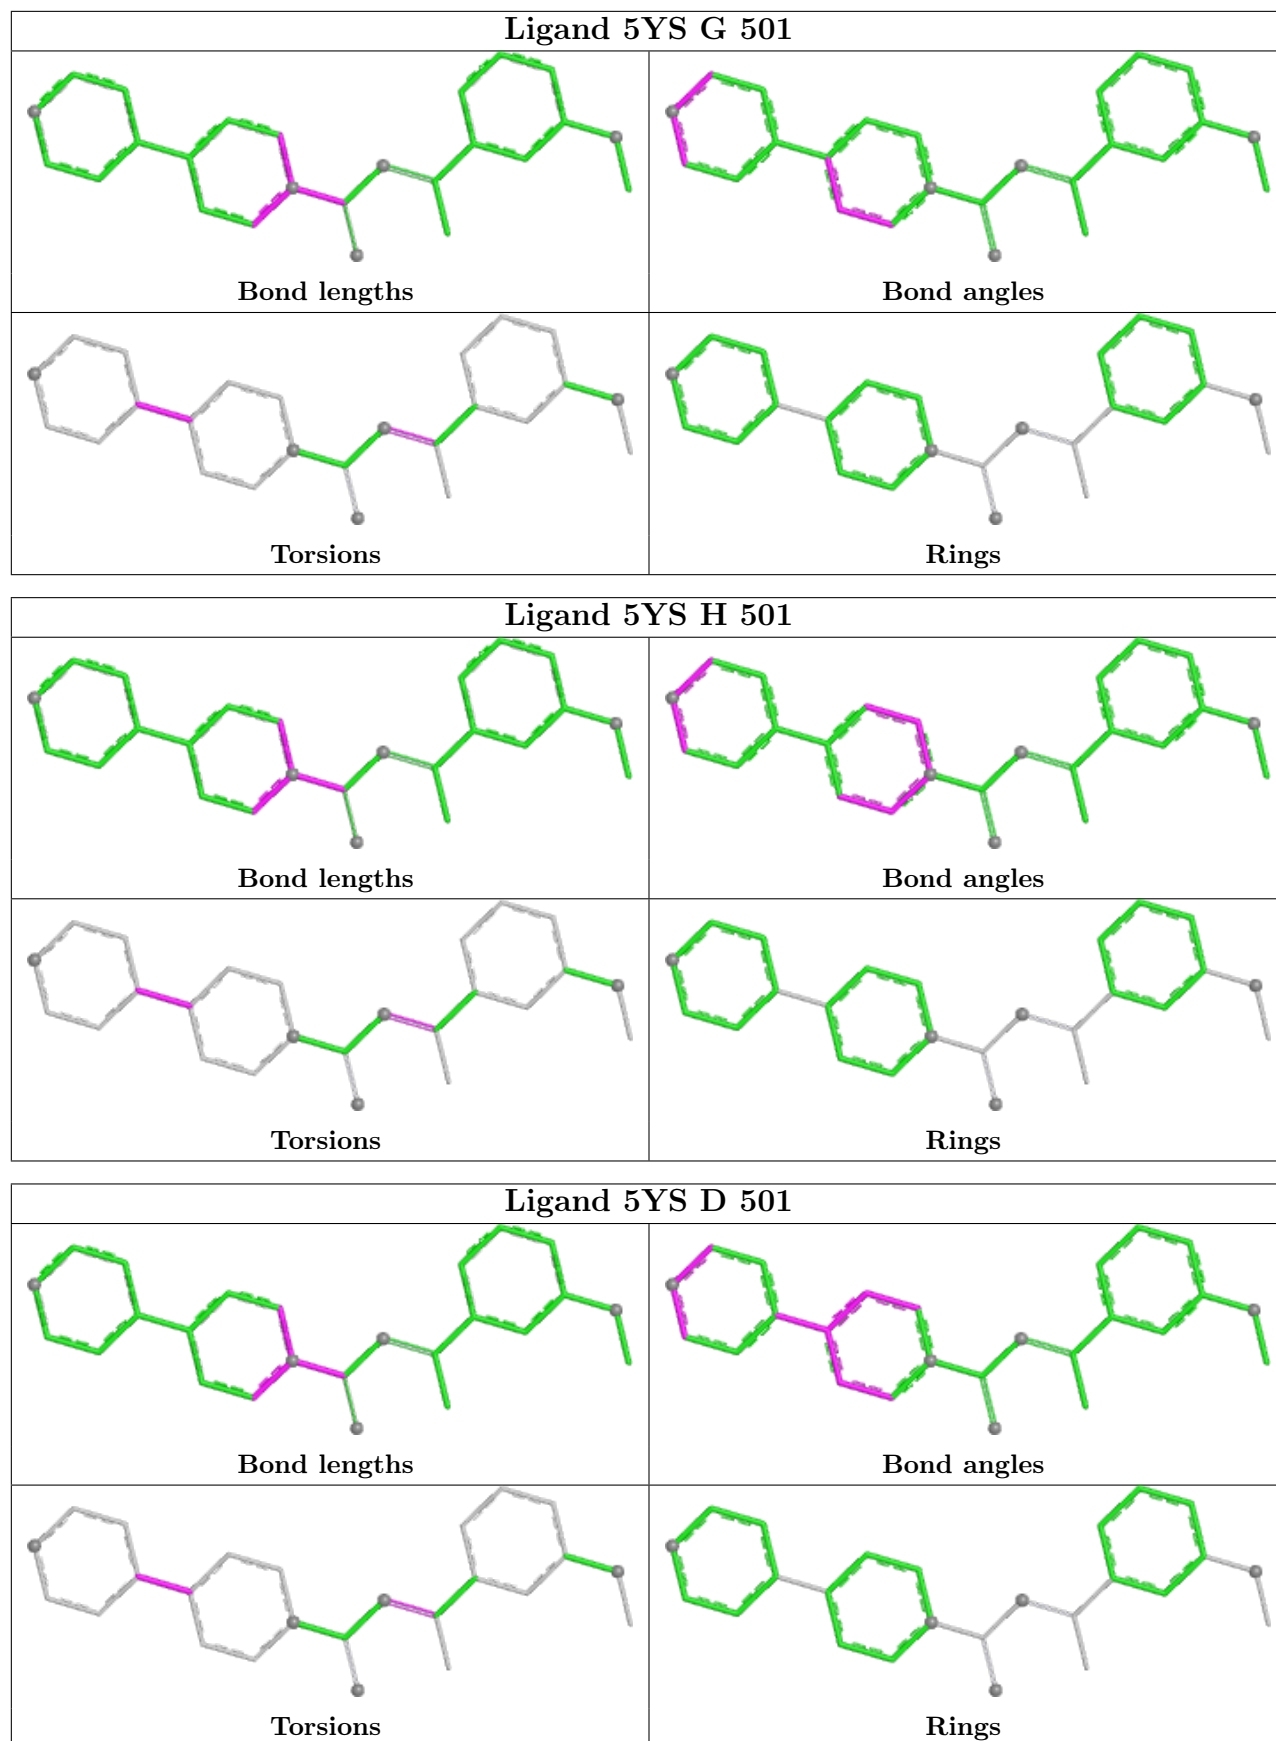 Ligand 5YS G 501
Bond lengths
Bond angles
Torsions
Rings
Ligand 5YS H 501
Bond lengths
Bond angles
Torsions
Rings
Ligand 5YS D 501
Bond lengths
Bond angles
Torsions
Rings